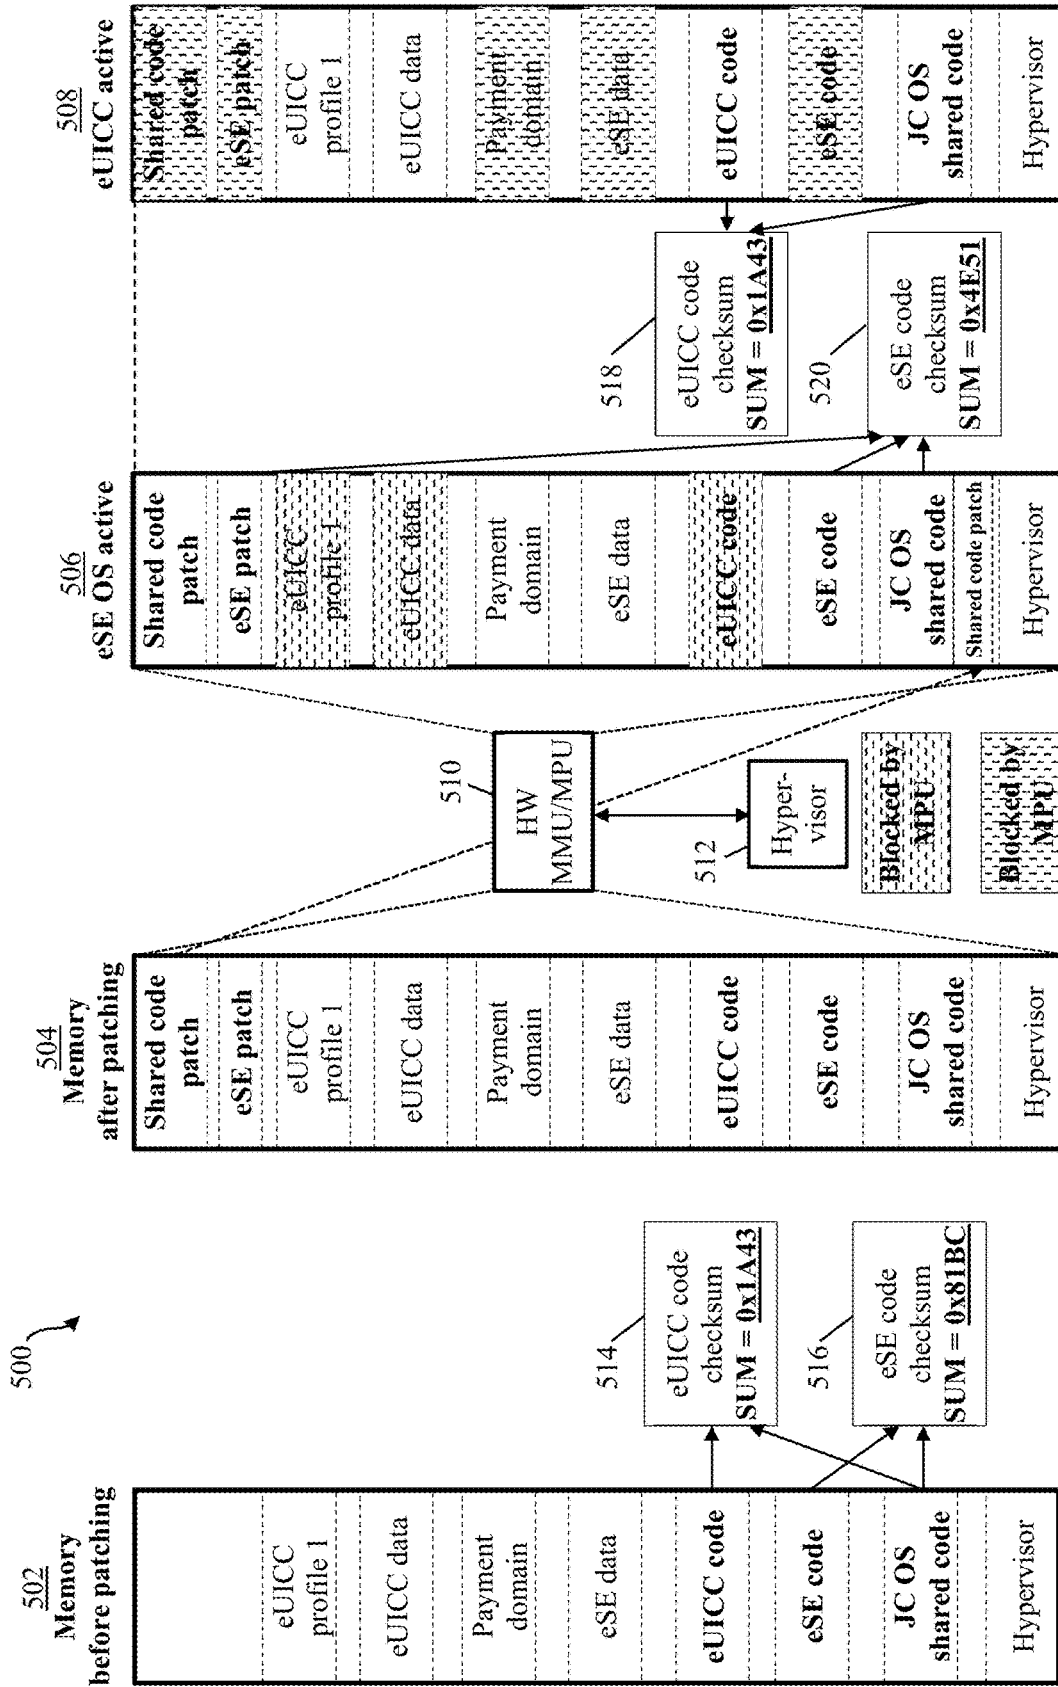 500
502
Memory
before patching
eUICC
profile 1
eUICC data
Payment
domain
eSE data
eUICC code
eSE code
JC OS
shared code
Hypervisor
514
eUICC code
checksum
SUM = 0x1A43
516
eSE code
checksum
SUM = 0x81BC
504
Memory
after patching
Shared code
patch
eSE patch
eUICC
profile 1
eUICC data
Payment
domain
eSE data
eUICC code
eSE code
JC OS
shared code
Hypervisor
510
HW
MMU/MPU
512
Hyper-
visor
Blocked by
MPU
Blocked by
MPU
506
eSE OS active
Shared code
patch
eSE patch
eUICC
profile 1
eUICC data
Payment
domain
eSE data
eUICC code
eSE code
JC OS
shared code
Shared code patch
Hypervisor
518
eUICC code
checksum
SUM = 0x1A43
520
eSE code
checksum
SUM = 0x4E51
508
eUICC active
Shared code
patch
eSE patch
eUICC
profile 1
eUICC data
Payment
domain
eSE data
eUICC code
eSE code
JC OS
shared code
Hypervisor